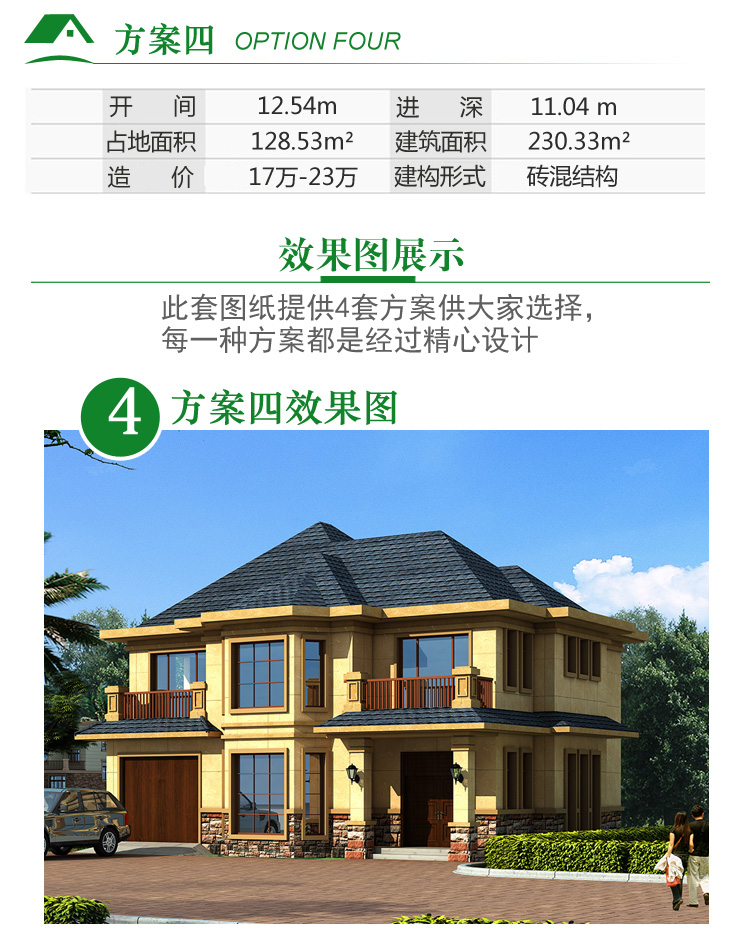 方案四 OPTION FOUR
开 间 12.54m 进 深 11.04 m
占地面积 128.53m² 建筑面积 230.33m²
造 价 17万-23万 建构形式 砖混结构
效果图展示
此套图纸提供4套方案供大家选择，
每一种方案都是经过精心设计
4 方案四效果图